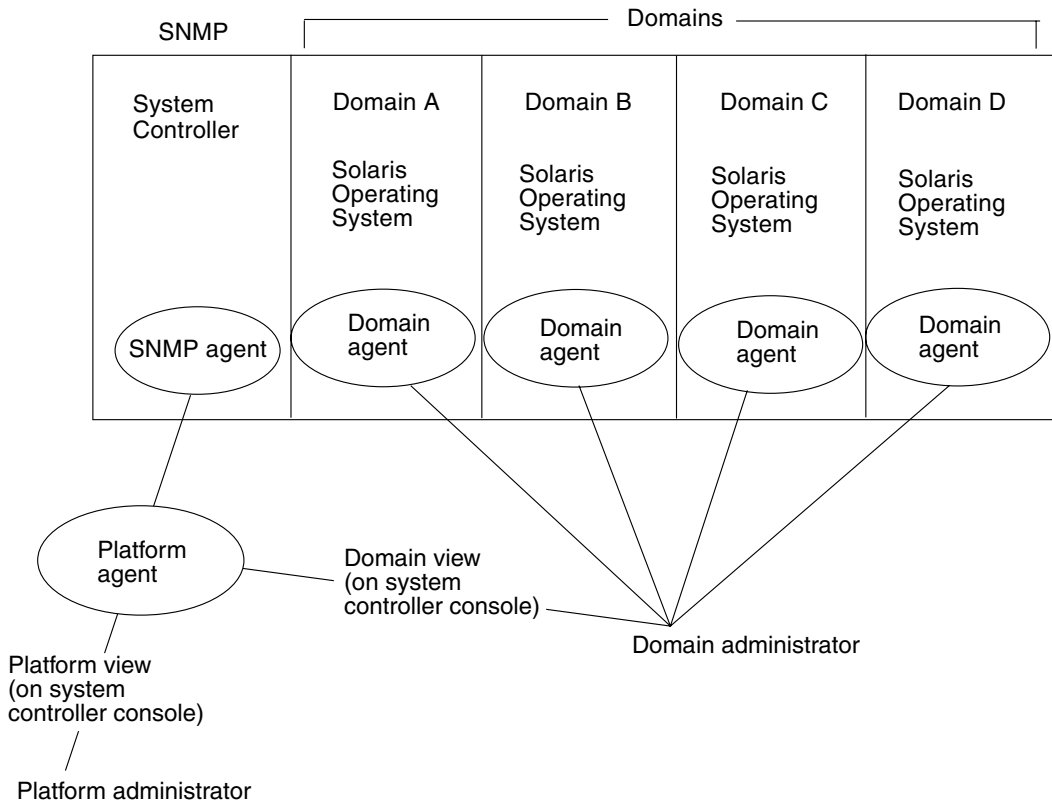 SNMP
Domains
System
Controller
Domain A
Solaris
Operating
System
Domain B
Solaris
Operating
System
Domain C
Solaris
Operating
System
Domain D
Solaris
Operating
System
SNMP agent
Domain
agent
Domain
agent
Domain
agent
Domain
agent
Platform
agent
Domain view
(on system
controller console)
Domain administrator
Platform view
(on system
controller console)
Platform administrator